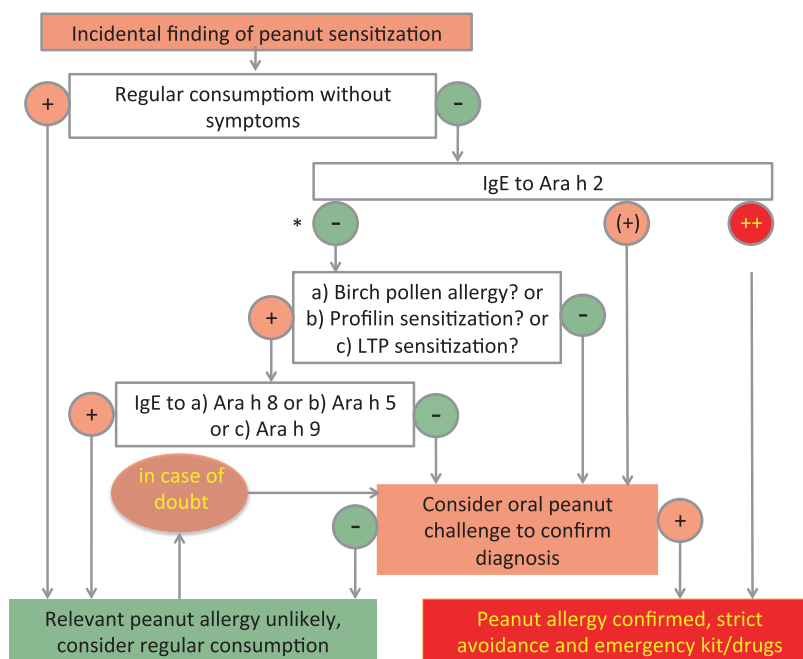 Incidental finding of peanut sensitization
+
Regular consumptiom without
symptoms
-
IgE to Ara h 2
*
-
(+)
++
+
a) Birch pollen allergy? or
b) Profilin sensitization? or
c) LTP sensitization?
-
+
IgE to a) Ara h 8 or b) Ara h 5
or c) Ara h 9
-
in case of
doubt
-
Consider oral peanut
challenge to confirm
diagnosis
+
Relevant peanut allergy unlikely,
consider regular consumption
Peanut allergy confirmed, strict
avoidance and emergency kit/drugs